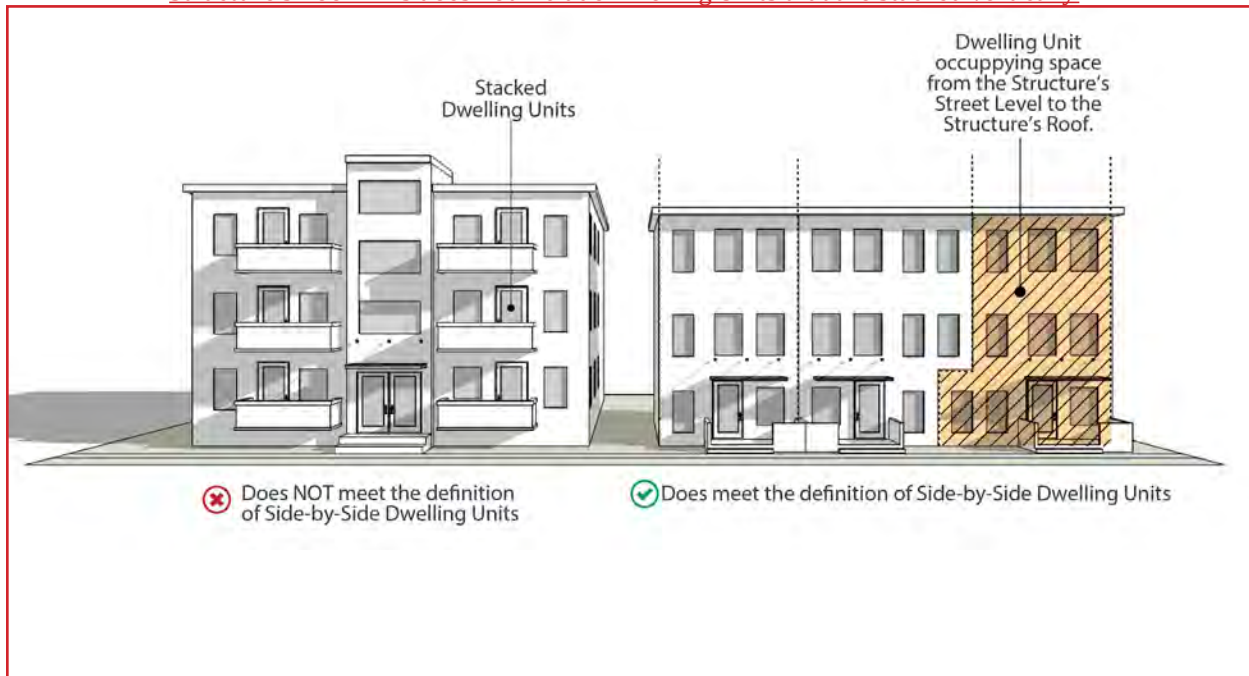 Stacked
Dwelling Units
Dwelling Unit
occuppying space
from the Structure's
Street Level to the
Structure's Roof.
Does NOT meet the definition
of Side-by-Side Dwelling Units
Does meet the definition of Side-by-Side Dwelling Units